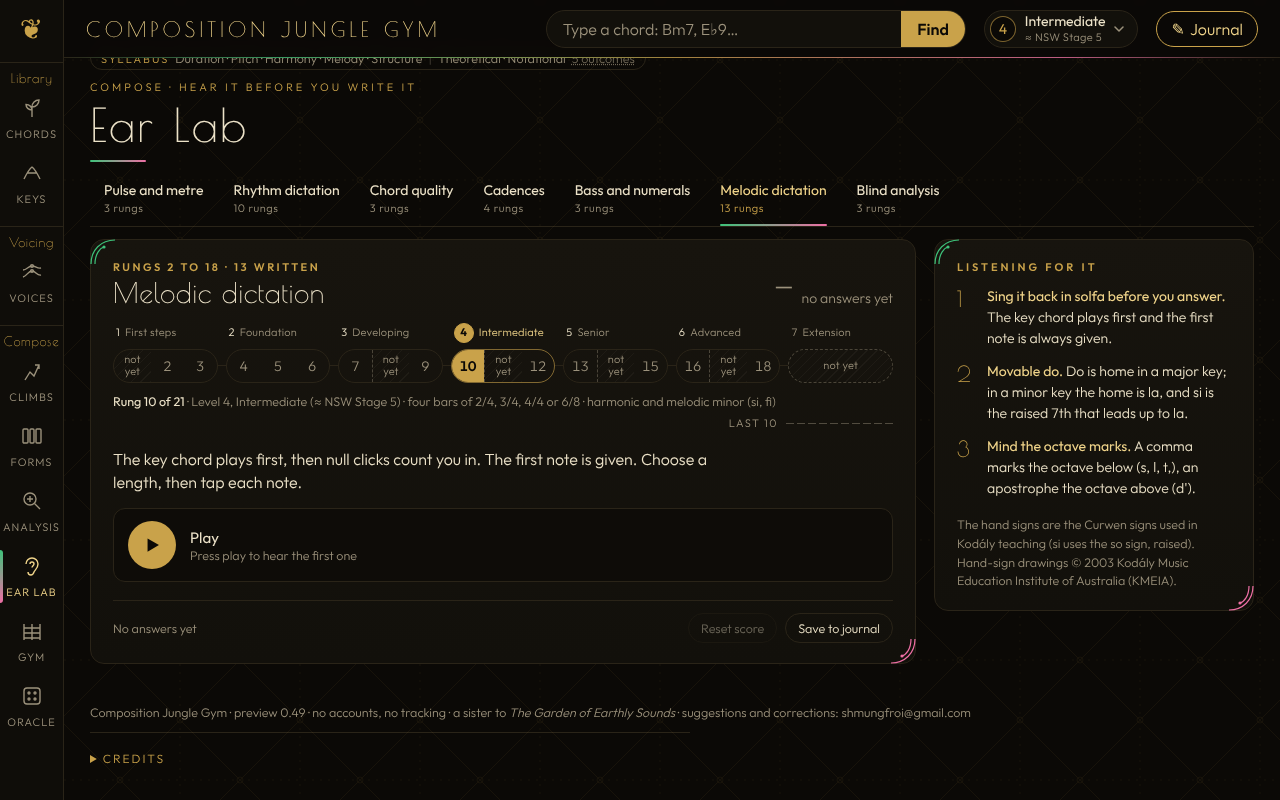 COMPOSITION JUNGLE GYM
Type a chord: Bm7, E♭9...
Find
4
Intermediate
≈ NSW Stage 5
✎ Journal
Library
CHORDS
KEYS
Voicing
VOICES
Compose
CLIMBS
FORMS
ANALYSIS
EAR LAB
GYM
ORACLE
SYLLABUS Duration · Pitch · Harmony · Melody · Structure | Theoretical · Notational 5 outcomes
COMPOSE · HEAR IT BEFORE YOU WRITE IT
Ear Lab
Pulse and metre
3 rungs
Rhythm dictation
10 rungs
Chord quality
3 rungs
Cadences
4 rungs
Bass and numerals
3 rungs
Melodic dictation
13 rungs
Blind analysis
3 rungs
RUNGS 2 TO 18 · 13 WRITTEN
Melodic dictation
— no answers yet
1 First steps
2 Foundation
3 Developing
4 Intermediate
5 Senior
6 Advanced
7 Extension
not yet 2 3
4 5 6
7 not yet 9
10 not yet 12
13 not yet 15
16 not yet 18
not yet
Rung 10 of 21 · Level 4, Intermediate (≈ NSW Stage 5) · four bars of 2/4, 3/4, 4/4 or 6/8 · harmonic and melodic minor (si, fi)
LAST 10
The key chord plays first, then null clicks count you in. The first note is given. Choose a
length, then tap each note.
Play
Press play to hear the first one
No answers yet
Reset score
Save to journal
LISTENING FOR IT
1
Sing it back in solfa before you answer.
The key chord plays first and the first
note is always given.
2
Movable do. Do is home in a major key;
in a minor key the home is la, and si is
the raised 7th that leads up to la.
3
Mind the octave marks. A comma
marks the octave below (s, l, t,), an
apostrophe the octave above (d').
The hand signs are the Curwen signs used in
Kodály teaching (si uses the so sign, raised).
Hand-sign drawings © 2003 Kodály Music
Education Institute of Australia (KMEIA).
Composition Jungle Gym · preview 0.49 · no accounts, no tracking · a sister to The Garden of Earthly Sounds · suggestions and corrections: shmungfroi@gmail.com
CREDITS